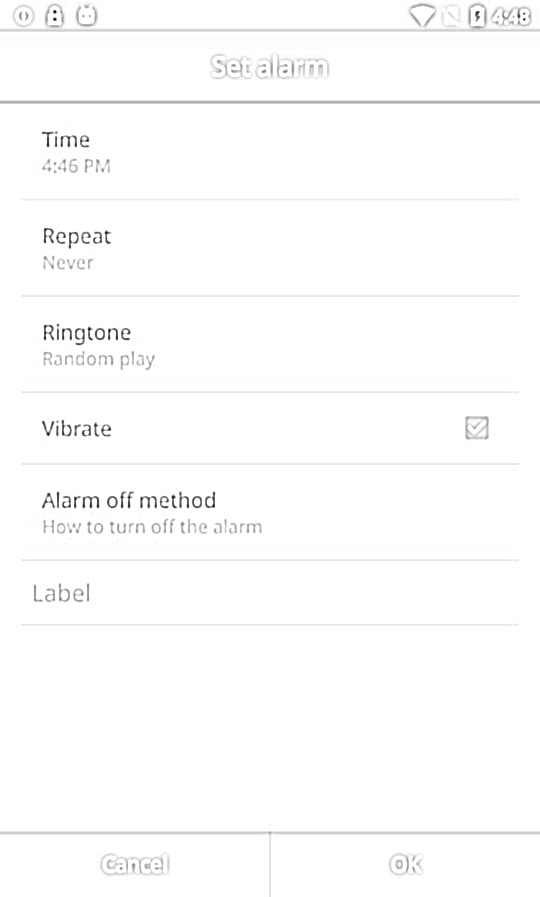 4:48
Set alarm
Time
4:46 PM
Repeat
Never
Ringtone
Random play
Vibrate
Alarm off method
How to turn off the alarm
Label
Cancel
OK